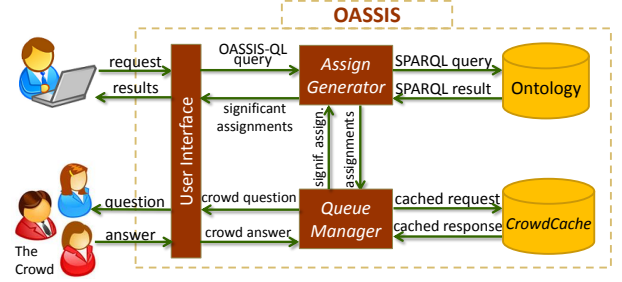 OASSIS
request
results
OASSIS-QL
query
significant
assignments
Assign
Generator
SPARQL query
SPARQL result
Ontology
User Interface
signif. assign.
assignments
question
answer
The
Crowd
crowd question
crowd answer
Queue
Manager
cached request
cached response
CrowdCache